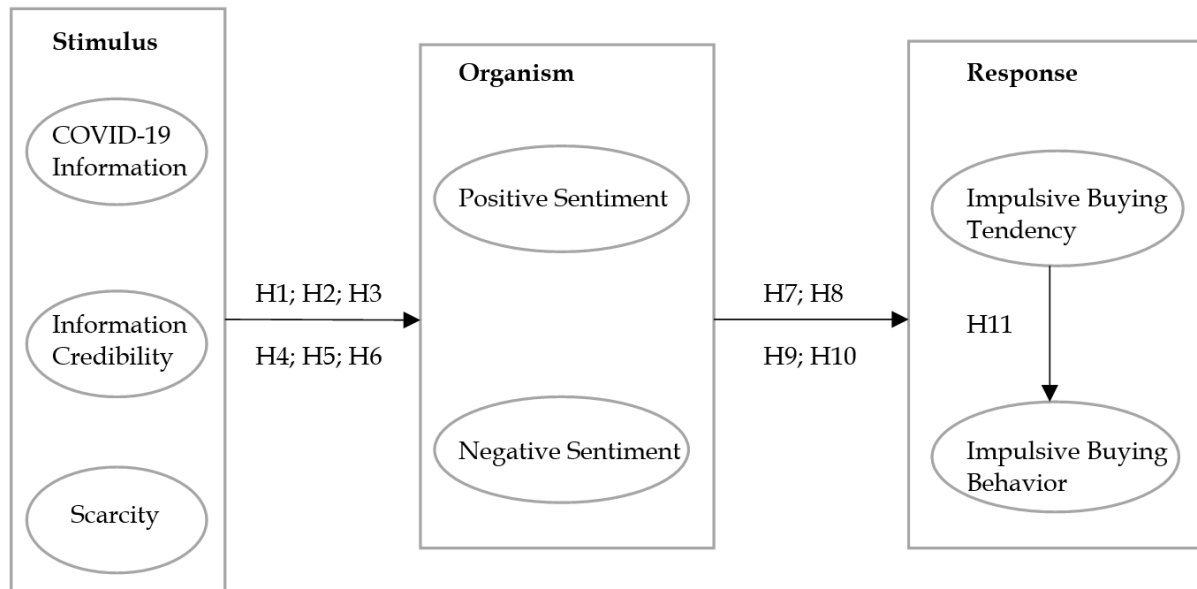 Stimulus
COVID-19
Information
Information
Credibility
Scarcity
H1; H2; H3
H4; H5; H6
Organism
Positive Sentiment
Negative Sentiment
H7; H8
H9; H10
Response
Impulsive Buying
Tendency
H11
Impulsive Buying
Behavior